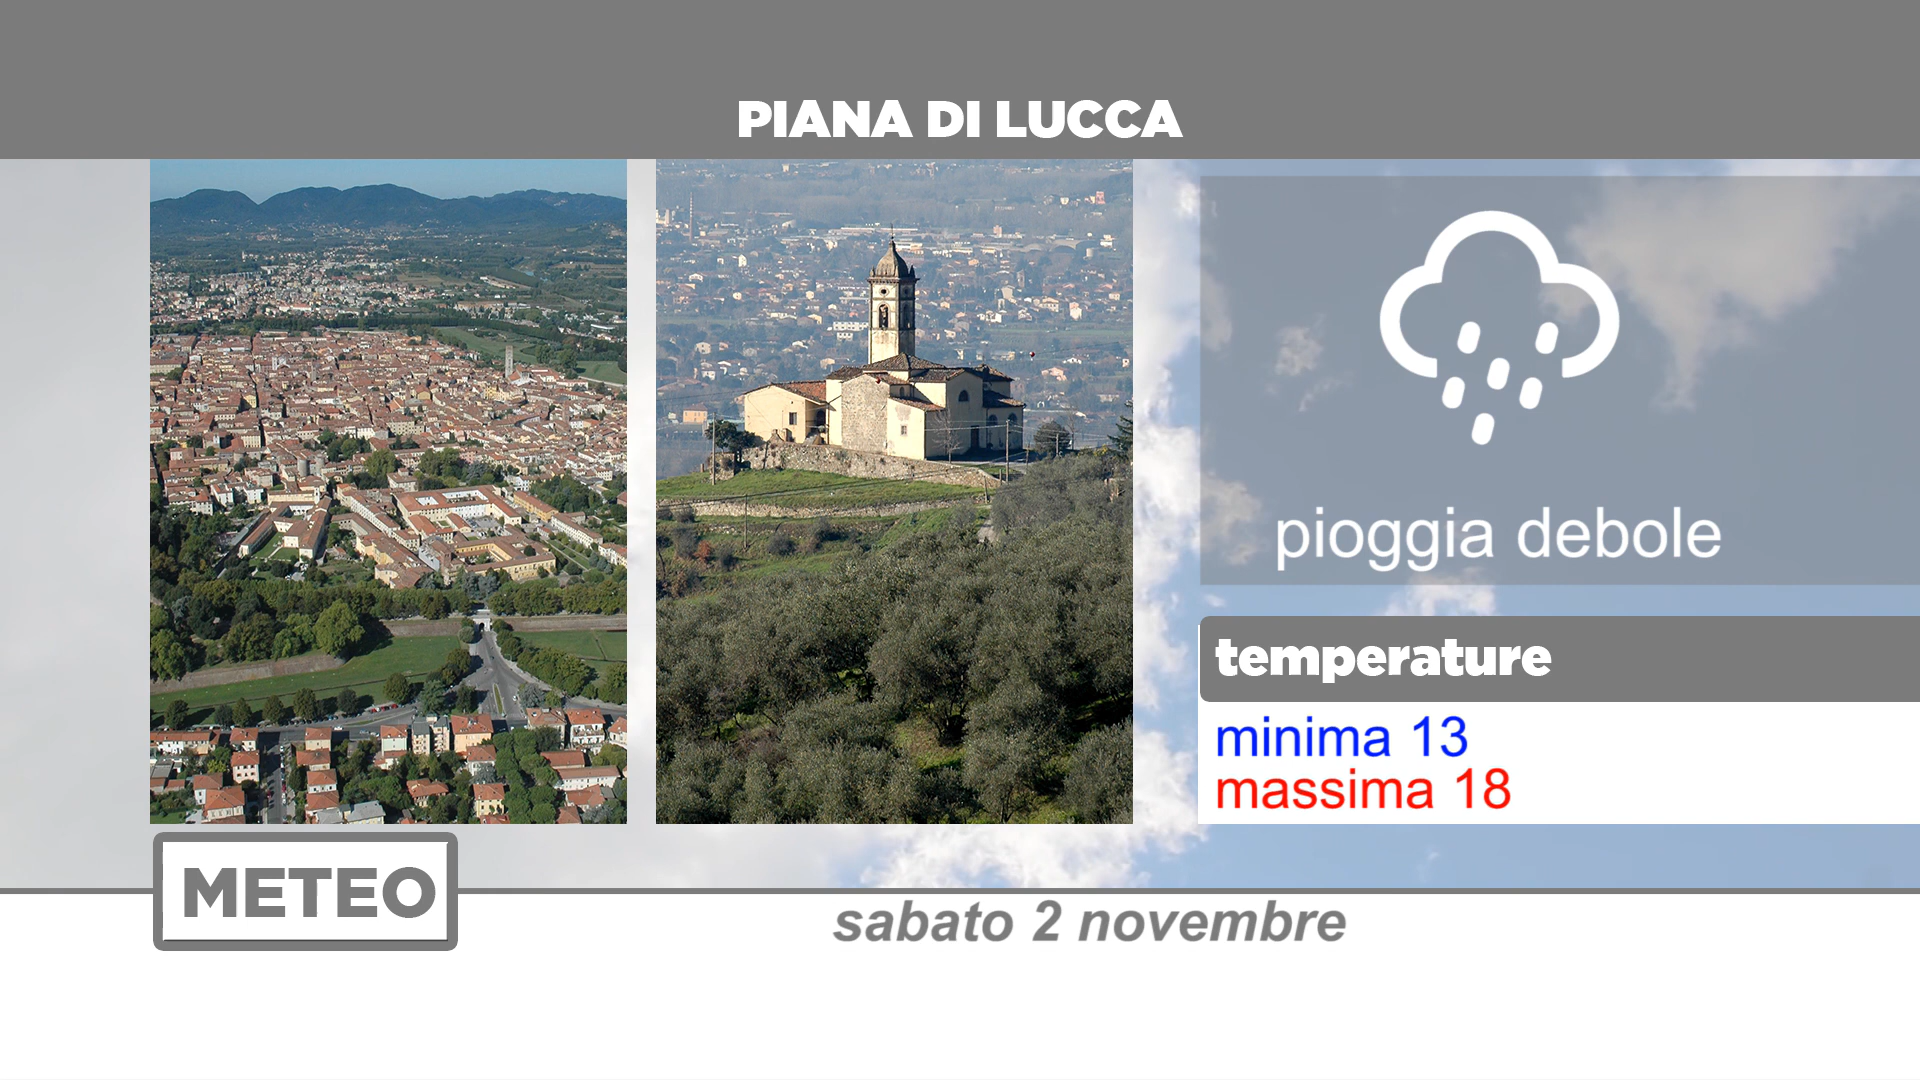 PIANA DI LUCCA
pioggia debole
temperature
minima 13
massima 18
METEO
sabato 2 novembre